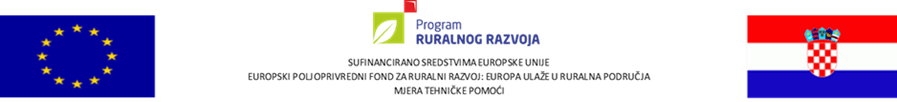 Program
RURALNOG RAZVOJA
SUFINANCIRANO SREDSTVIMA EUROPSKE UNIJE
EUROPSKI POLJOPRIVREDNI FOND ZA RURALNI RAZVOJ: EUROPA ULAŽE U RURALNA PODRUČJA
MJERA TEHNIČKE POMOĆI